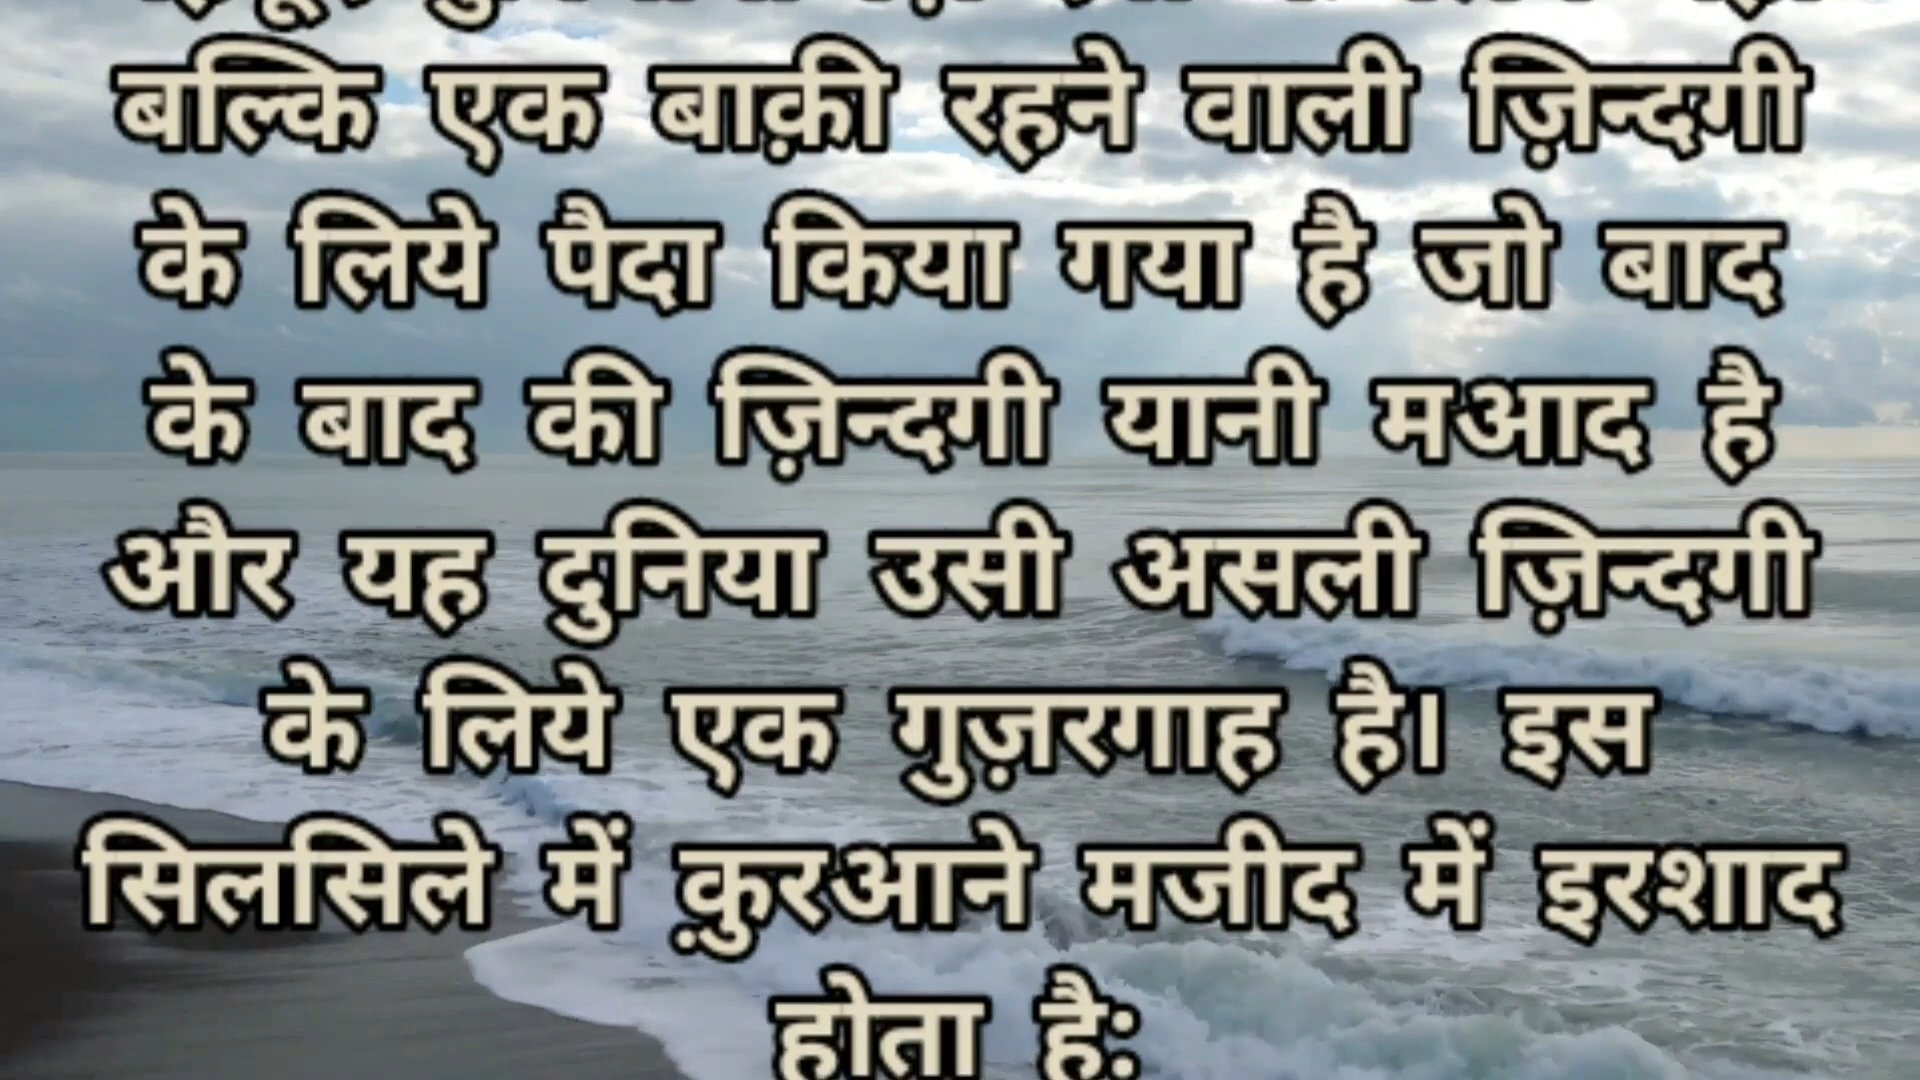 बल्कि एक बाक़ी रहने वाली ज़िन्दगी
के लिये पैदा किया गया है जो बाद
के बाद की ज़िन्दगी यानी मआद है
और यह दुनिया उसी असली ज़िन्दगी
के लिये एक गुज़रगाह है। इस
सिलसिले में क़ुरआने मजीद में इरशाद
होता है: